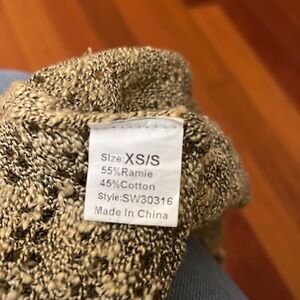 Size: XS/S
55%Ramie
45%Cotton
Style:SW30316
Made In China